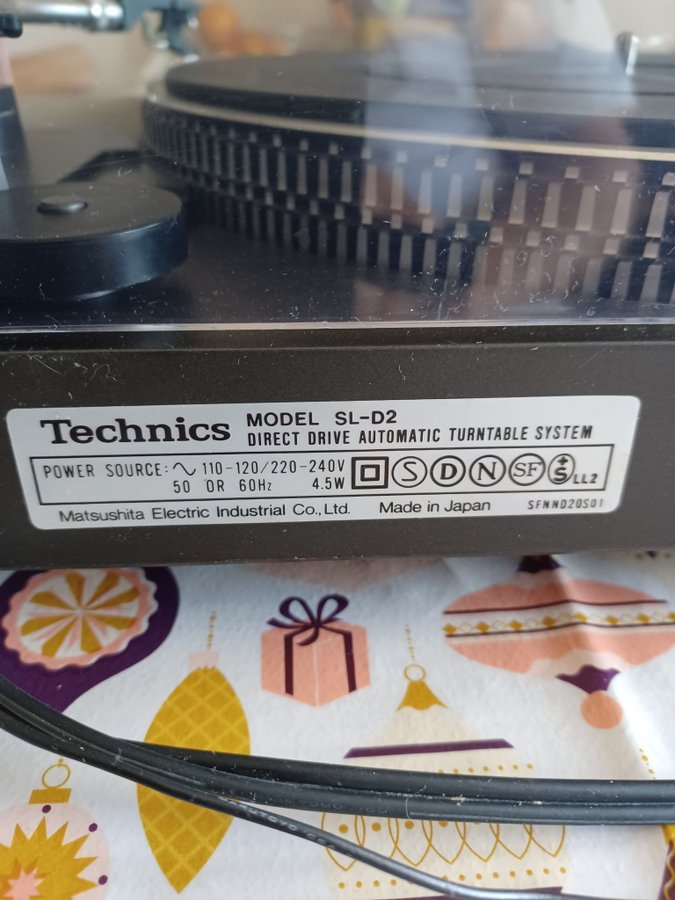 Technics MODEL SL-D2
DIRECT DRIVE AUTOMATIC TURNTABLE SYSTEM
POWER SOURCE: ∿ 110-120/220-240V
50 OR 60Hz 4.5W
S D N SF S LL2
Matsushita Electric Industrial Co., Ltd. Made in Japan SFNND20S01